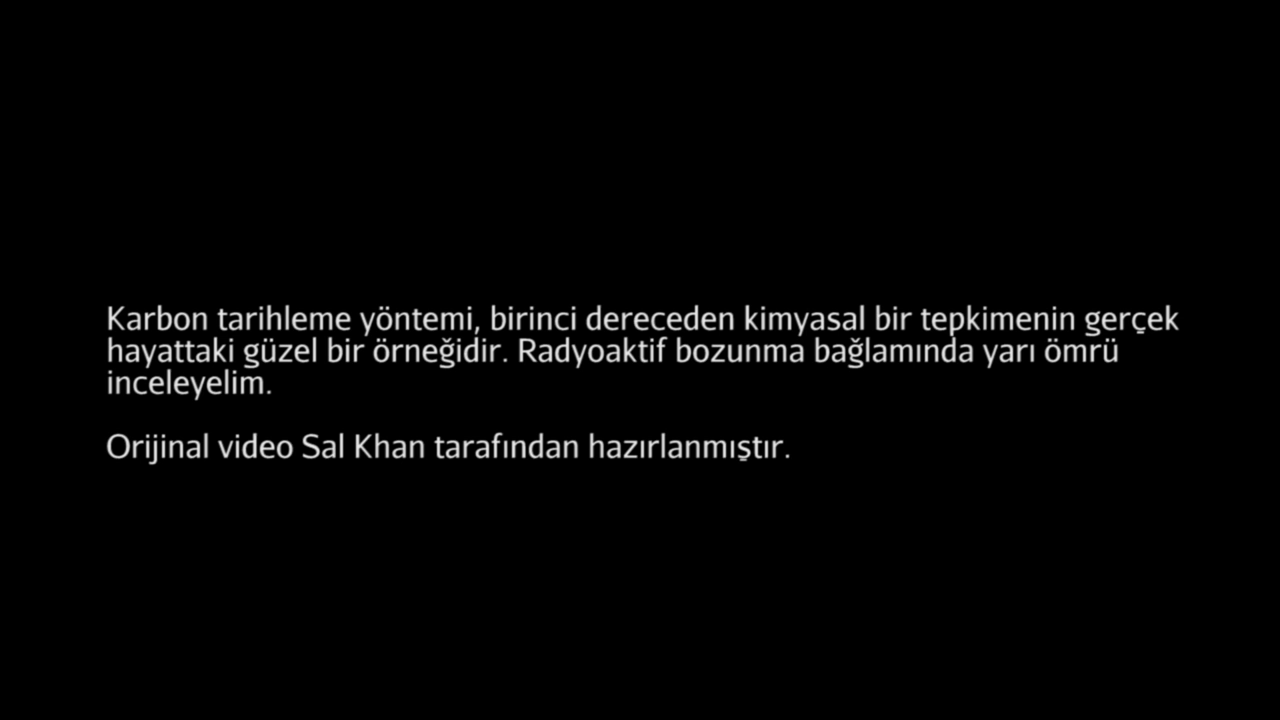 Karbon tarihleme yöntemi, birinci dereceden kimyasal bir tepkimenin gerçek
hayattaki güzel bir örneğidir. Radyoaktif bozunma bağlamında yarı ömrü
inceleyelim.
Orijinal video Sal Khan tarafından hazırlanmıştır.